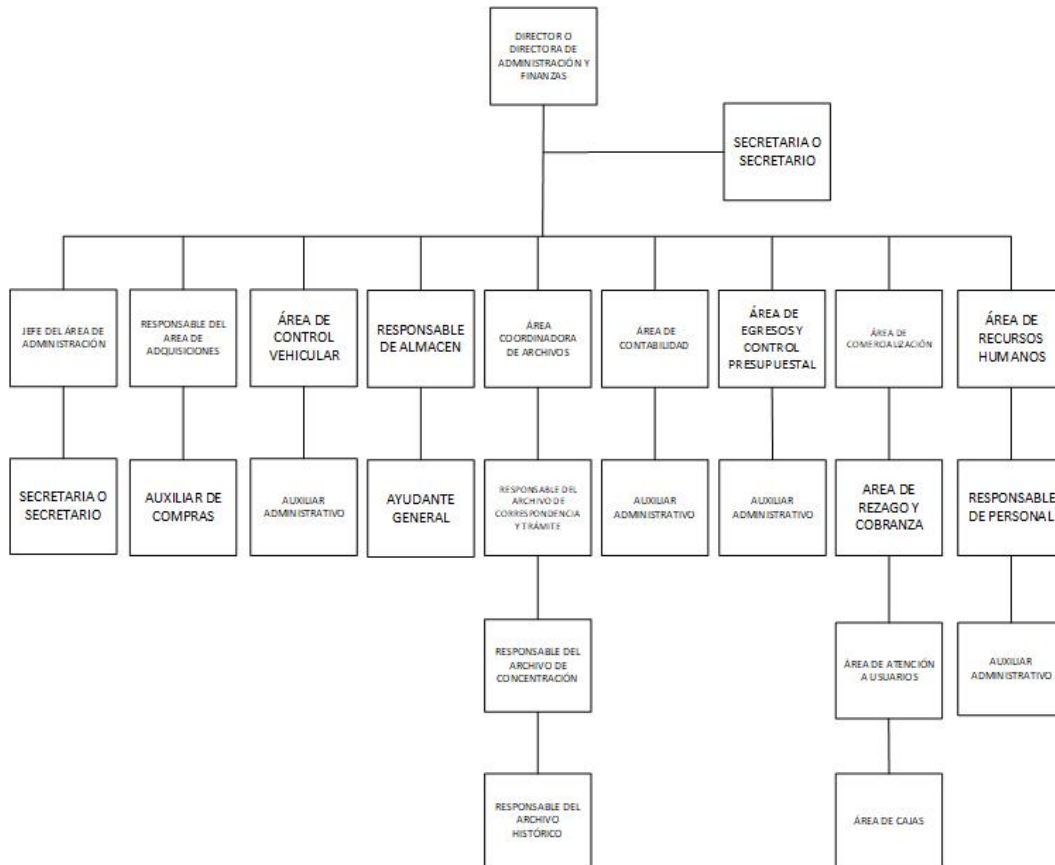 DIRECTOR O
DIRECTORA DE
ADMINISTRACIÓN Y
FINANZAS
SECRETARIA O
SECRETARIO
JEFE DEL ÁREA DE
ADMINISTRACIÓN
RESPONSABLE DEL
AREA DE
ADQUISICIONES
ÁREA DE
CONTROL
VEHICULAR
RESPONSABLE
DE ALMACEN
ÁREA
COORDINADORA
DE ARCHIVOS
ÁREA DE
CONTABILIDAD
ÁREA DE
EGRESOS Y
CONTROL
PRESUPUESTAL
ÁREA DE
COMERCIALIZACIÓN
ÁREA DE
RECURSOS
HUMANOS
SECRETARIA O
SECRETARIO
AUXILIAR DE
COMPRAS
AUXILIAR
ADMINISTRATIVO
AYUDANTE
GENERAL
RESPONSABLE DEL
ARCHIVO DE
CORRESPONDENCIA
Y TRÁMITE
AUXILIAR
ADMINISTRATIVO
AUXILIAR
ADMINISTRATIVO
AREA DE
REZAGO Y
COBRANZA
RESPONSABLE
DE PERSONAL
RESPONSABLE DEL
ARCHIVO DE
CONCENTRACIÓN
ÁREA DE ATENCIÓN
A USUARIOS
AUXILIAR
ADMINISTRATIVO
RESPONSABLE DEL
ARCHIVO
HISTÓRICO
ÁREA DE CAJAS